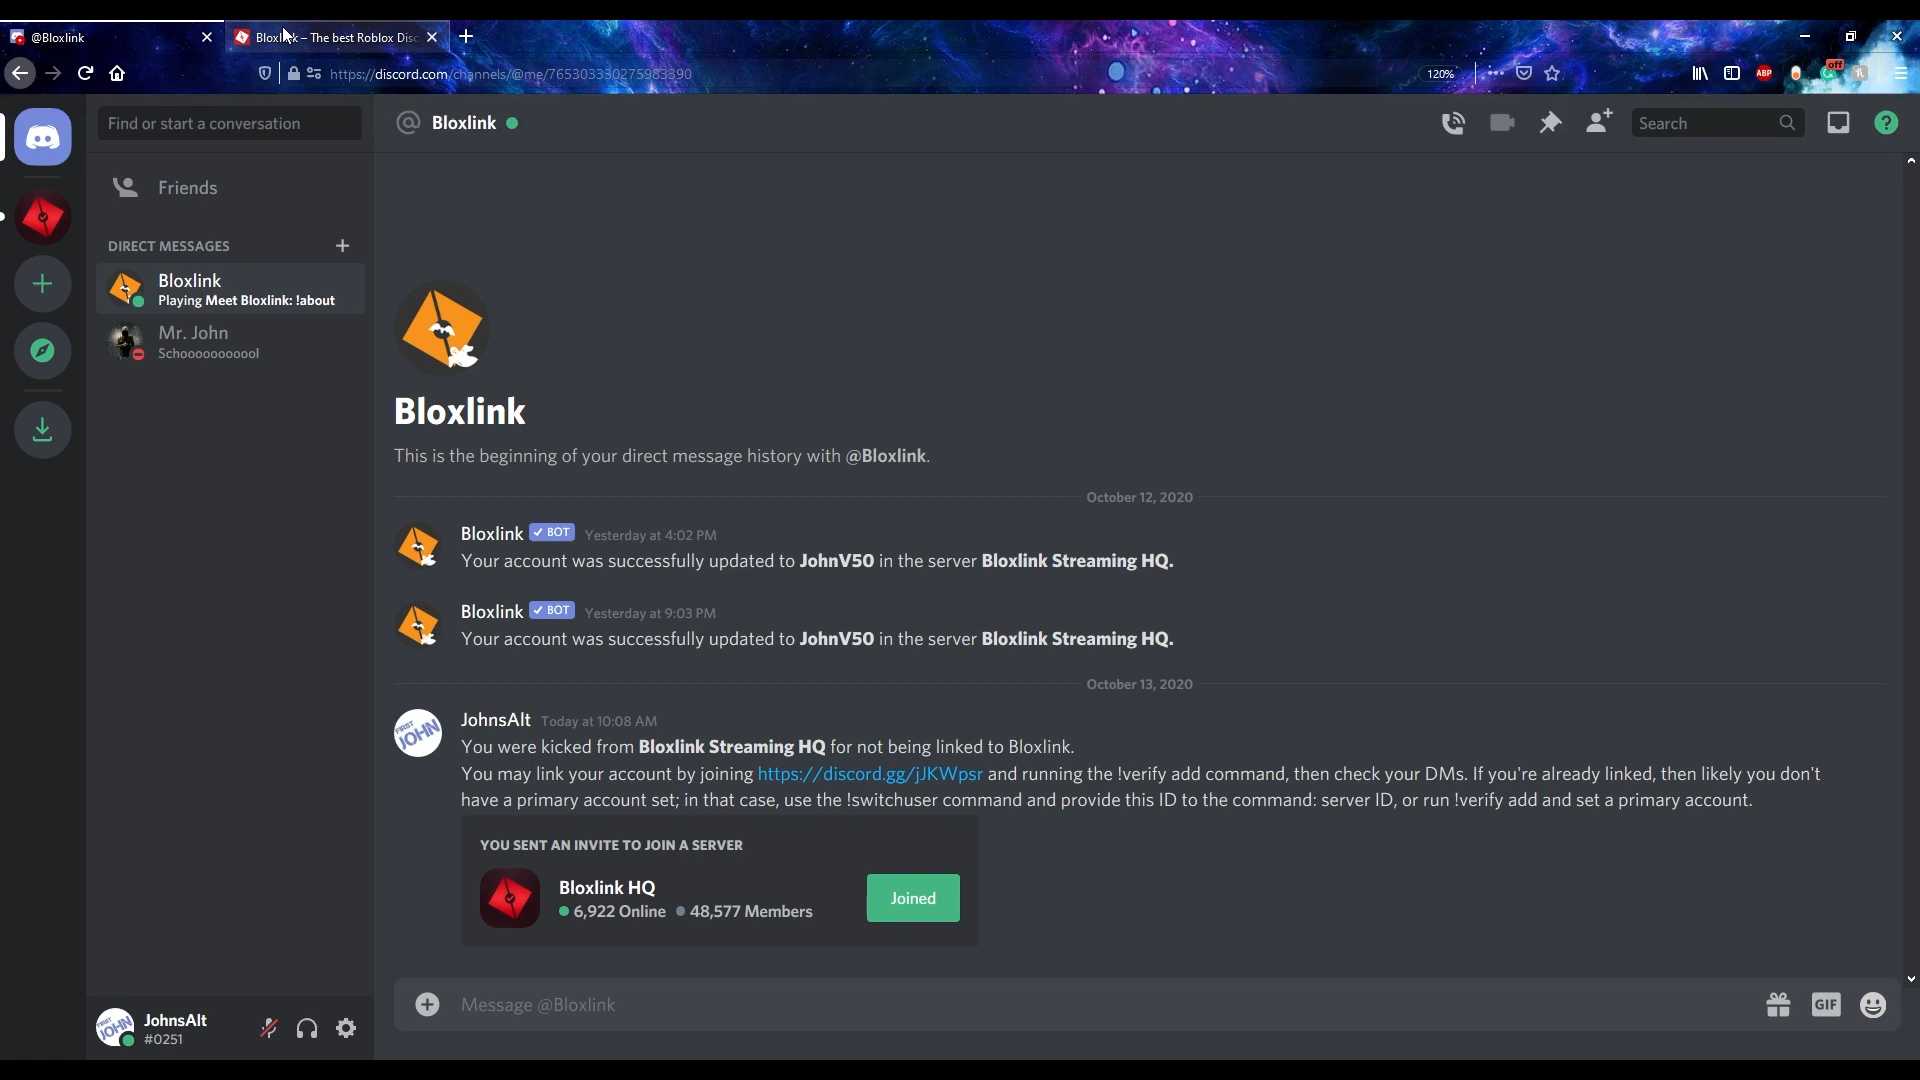 @Bloxlink
Bloxlink – The best Roblox Disc
https://discord.com/channels/@me/765303330275983390
120%
ABP
off
Find or start a conversation
@ Bloxlink
Search
Friends
DIRECT MESSAGES
Bloxlink
Playing Meet Bloxlink: !about
Mr. John
Schooooooooool
Bloxlink
This is the beginning of your direct message history with @Bloxlink.
October 12, 2020
Bloxlink BOT Yesterday at 4:02 PM
Your account was successfully updated to JohnV50 in the server Bloxlink Streaming HQ.
Bloxlink BOT Yesterday at 9:03 PM
Your account was successfully updated to JohnV50 in the server Bloxlink Streaming HQ.
October 13, 2020
FIRST
JOHN
JohnsAlt Today at 10:08 AM
You were kicked from Bloxlink Streaming HQ for not being linked to Bloxlink.
You may link your account by joining https://discord.gg/jJKWpsr and running the !verify add command, then check your DMs. If you're already linked, then likely you don't
have a primary account set; in that case, use the !switchuser command and provide this ID to the command: server ID, or run !verify add and set a primary account.
YOU SENT AN INVITE TO JOIN A SERVER
Bloxlink HQ
6,922 Online 48,577 Members
Joined
Message @Bloxlink
GIF
JOHN
JohnsAlt
#0251